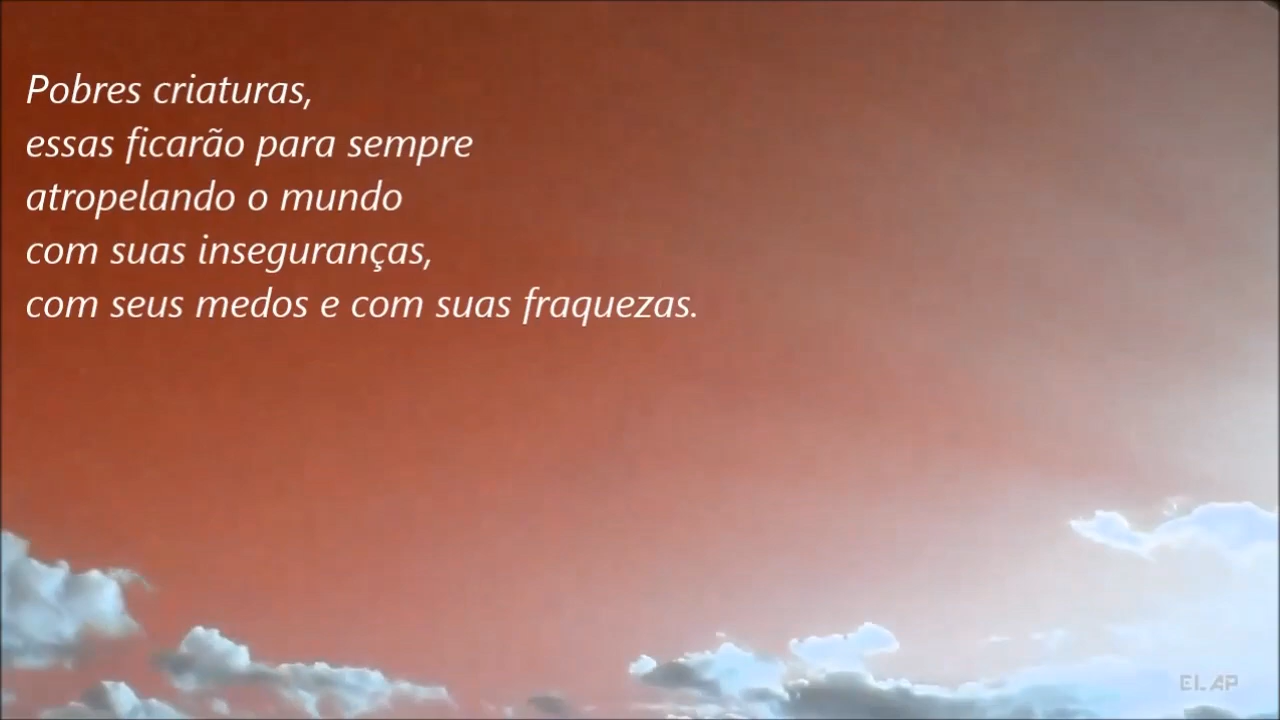 Pobres criaturas,
essas ficarão para sempre
atropelando o mundo
com suas inseguranças,
com seus medos e com suas fraquezas.
ELAP